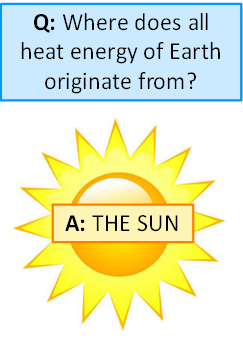 Q: Where does all
heat energy of Earth
originate from?
A: THE SUN